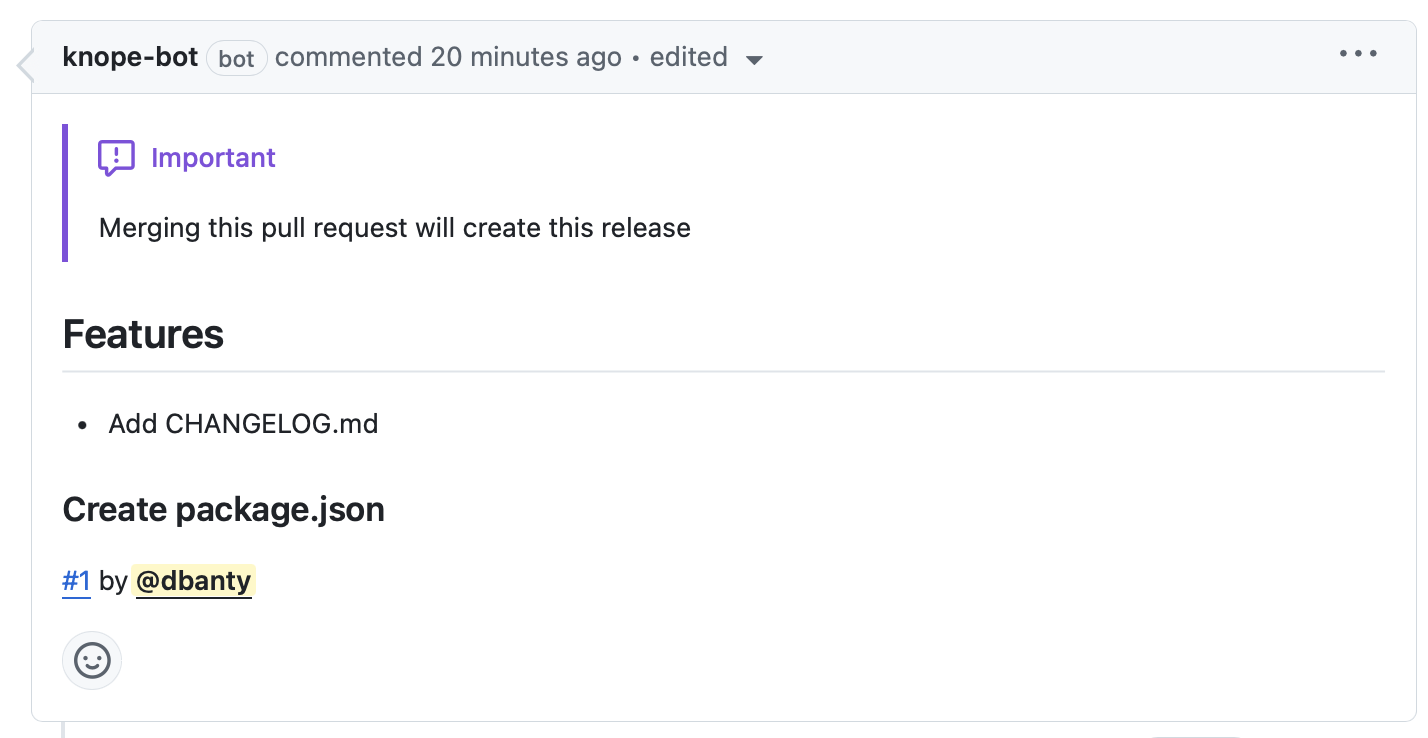 knope-bot bot commented 20 minutes ago • edited
Important
Merging this pull request will create this release
Features
• Add CHANGELOG.md
Create package.json
#1 by @dbanty